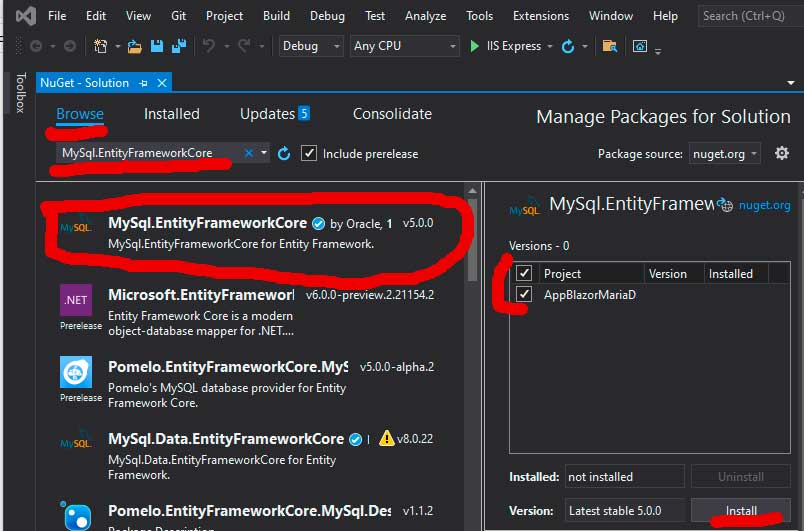 File Edit View Git Project Build Debug Test Analyze Tools Extensions Window Help Search (Ctrl+Q)
Debug Any CPU IIS Express
Toolbox
NuGet - Solution
Browse Installed Updates 5 Consolidate
Manage Packages for Solution
MySql.EntityFrameworkCore Include prerelease
Package source: nuget.org
MySQL MySql.EntityFrameworkCore by Oracle, 1 v5.0.0
MySql.EntityFrameworkCore for Entity Framework.
.NET Microsoft.EntityFramewor v6.0.0-preview.2.21154.2
Prerelease
Entity Framework Core is a modern
object-database mapper for .NET....
Pomelo.EntityFrameworkCore.MyS v5.0.0-alpha.2
Prerelease
Pomelo's MySQL database provider for Entity
Framework Core.
MySQL MySql.Data.EntityFrameworkCore v8.0.22
MySql.Data.EntityFrameworkCore for Entity
Framework.
Pomelo.EntityFrameworkCore.MySql.Des v1.1.2
Package Description
MySQL MySql.EntityFramew nuget.org
Versions - 0
Project Version Installed
AppBlazorMariaD
Installed: not installed Uninstall
Version: Latest stable 5.0.0 Install